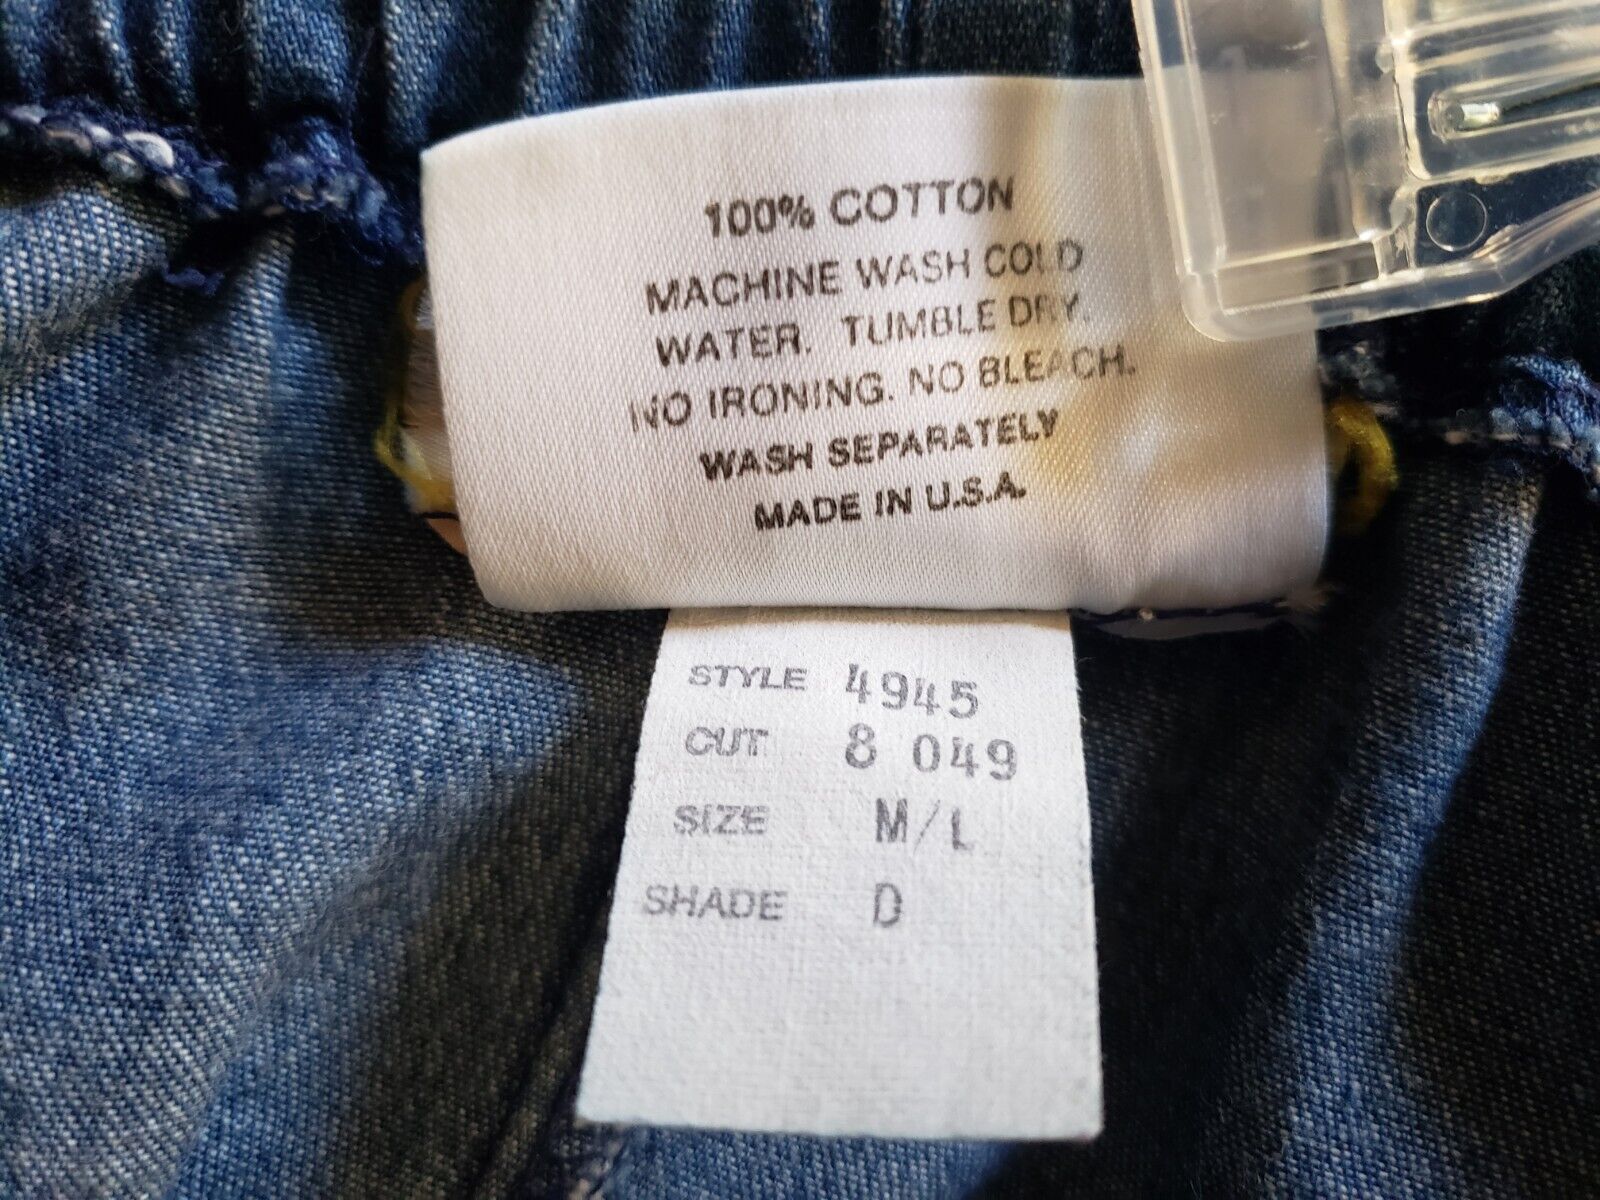 100% COTTON
MACHINE WASH COLD
WATER. TUMBLE DRY.
NO IRONING. NO BLEACH.
WASH SEPARATELY
MADE IN U.S.A.
STYLE 4945
CUT 8 049
SIZE M/L
SHADE D